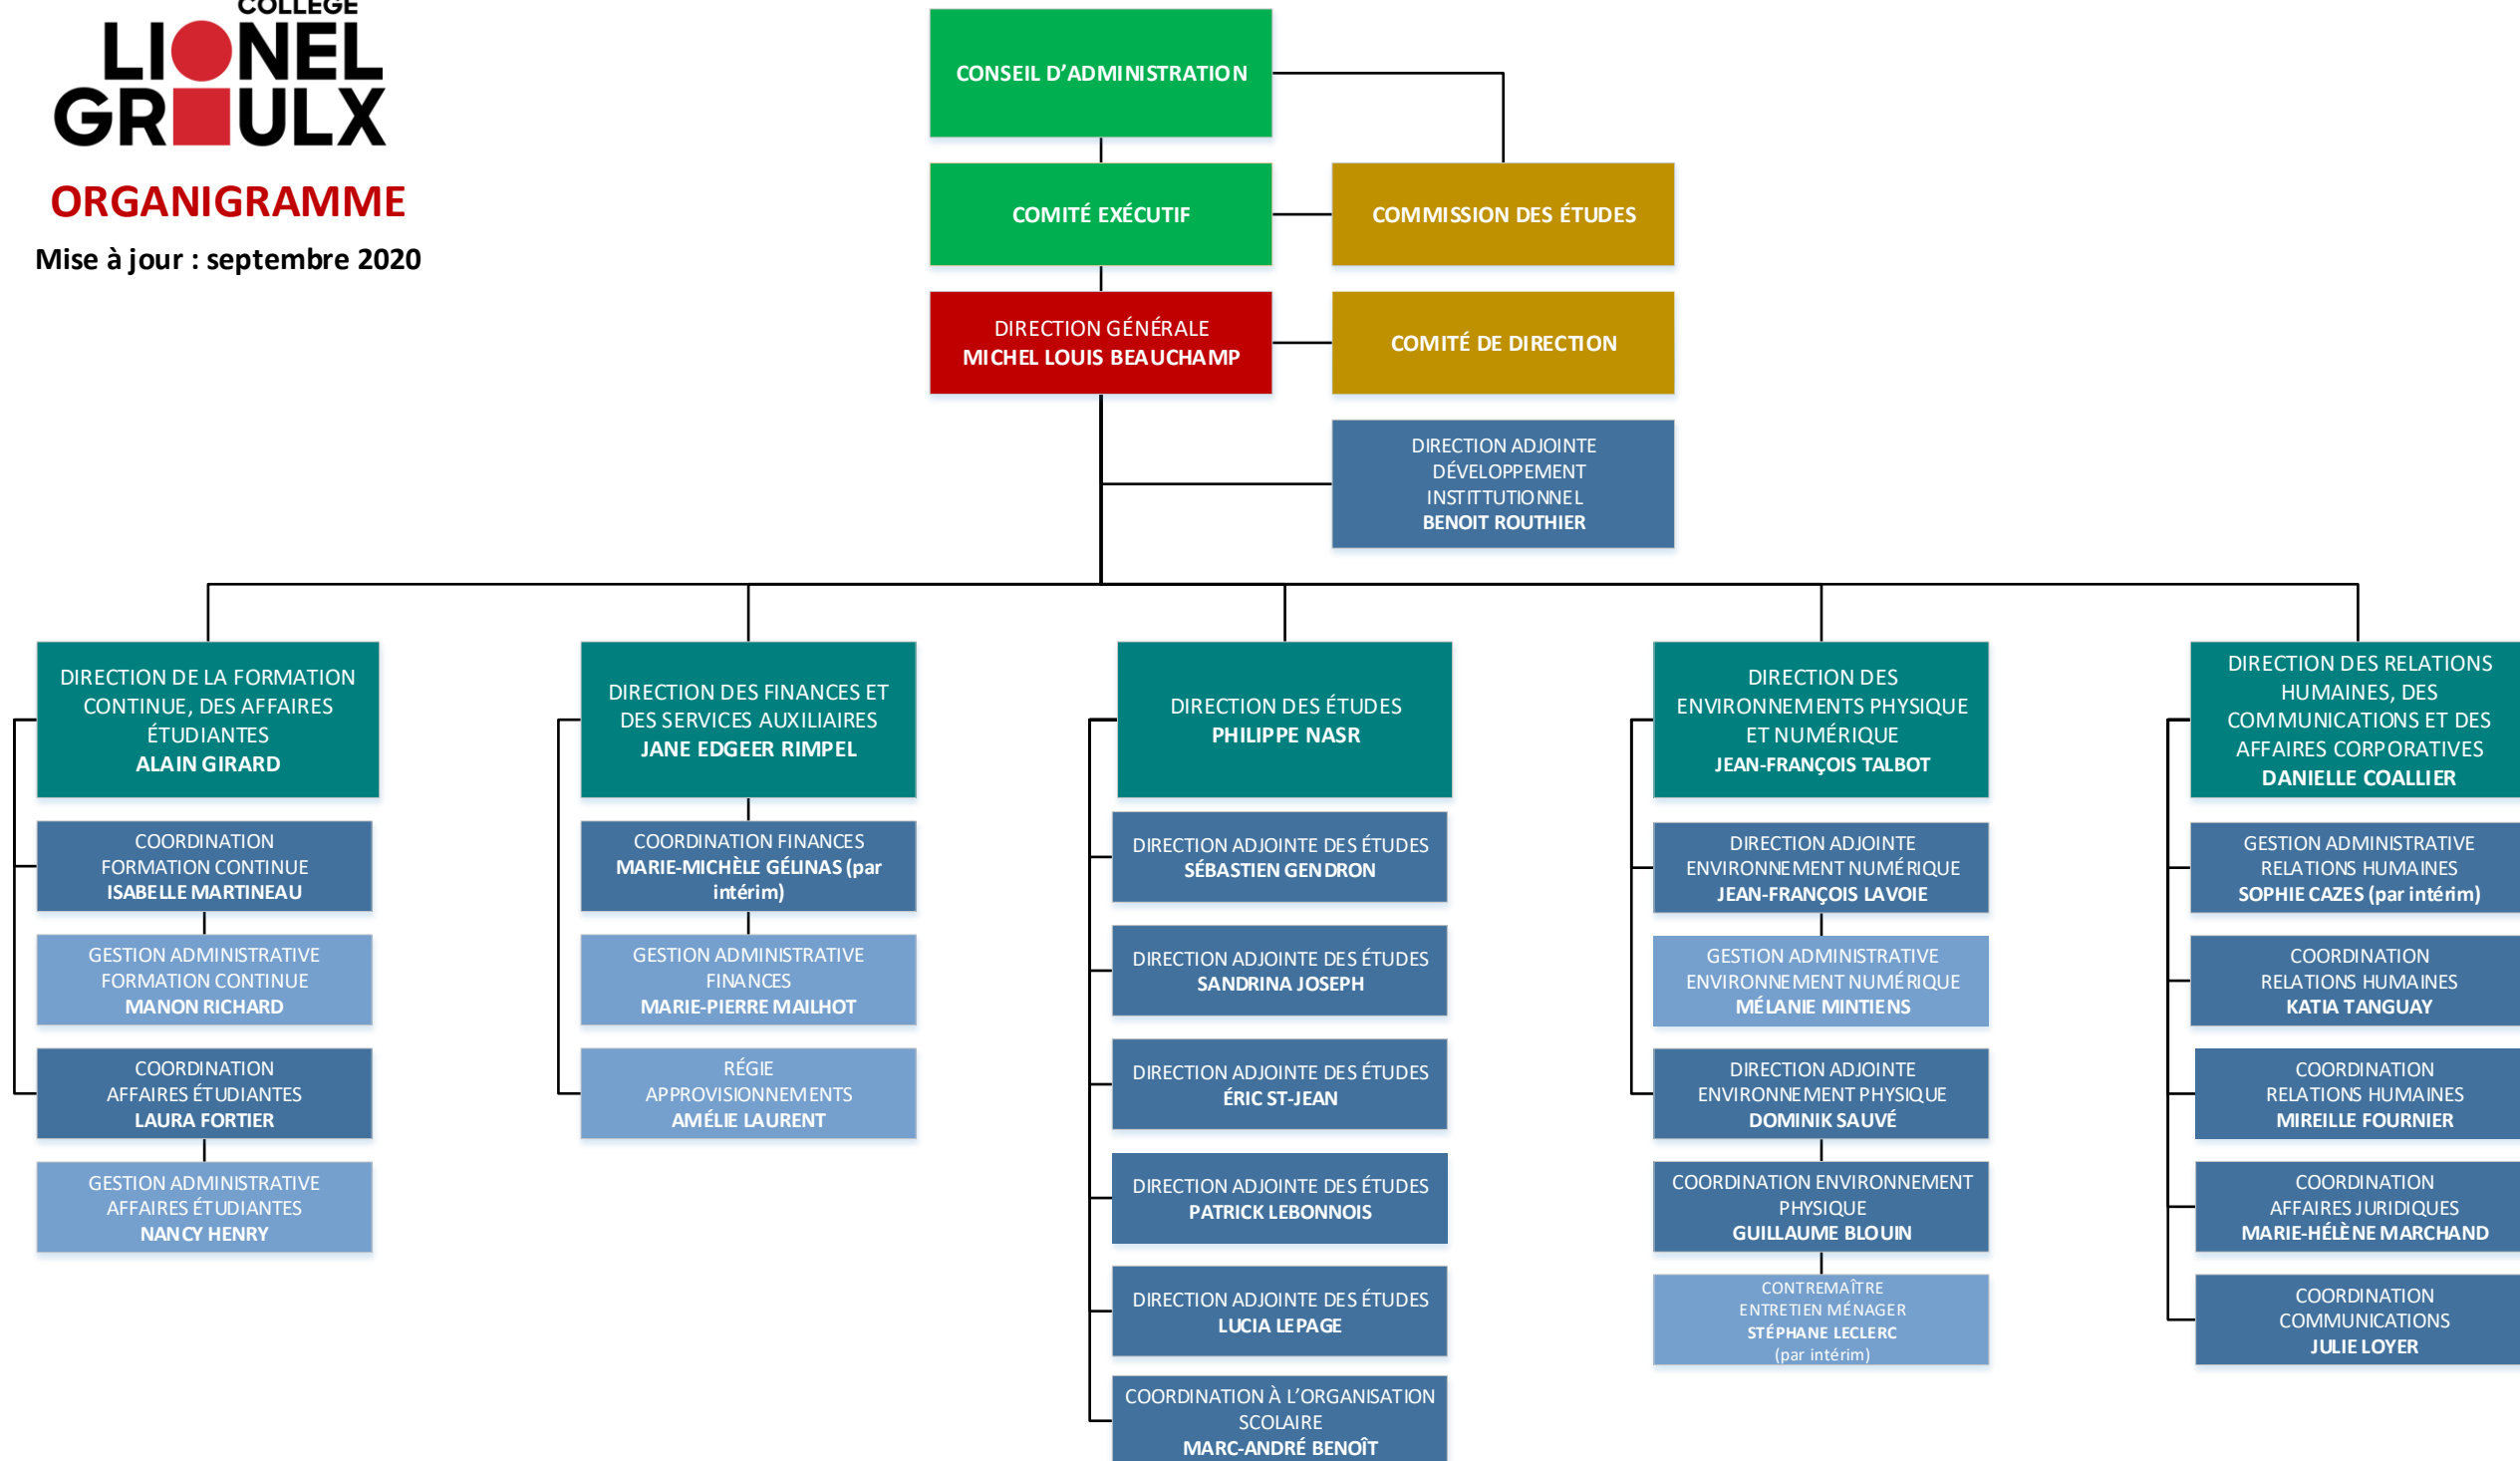 COLLÈGE
LIONEL
GROULX
ORGANIGRAMME
Mise à jour : septembre 2020
CONSEIL D’ADMINISTRATION
COMITÉ EXÉCUTIF
COMMISSION DES ÉTUDES
DIRECTION GÉNÉRALE
MICHEL LOUIS BEAUCHAMP
COMITÉ DE DIRECTION
DIRECTION ADJOINTE
DÉVELOPPEMENT
INSTITTUTIONNEL
BENOIT ROUTHIER
DIRECTION DE LA FORMATION
CONTINUE, DES AFFAIRES
ÉTUDIANTES
ALAIN GIRARD
COORDINATION
FORMATION CONTINUE
ISABELLE MARTINEAU
GESTION ADMINISTRATIVE
FORMATION CONTINUE
MANON RICHARD
COORDINATION
AFFAIRES ÉTUDIANTES
LAURA FORTIER
GESTION ADMINISTRATIVE
AFFAIRES ÉTUDIANTES
NANCY HENRY
DIRECTION DES FINANCES ET
DES SERVICES AUXILIAIRES
JANE EDGEER RIMPEL
COORDINATION FINANCES
MARIE-MICHÈLE GÉLINAS (par
intérim)
GESTION ADMINISTRATIVE
FINANCES
MARIE-PIERRE MAILHOT
RÉGIE
APPROVISIONNEMENTS
AMÉLIE LAURENT
DIRECTION DES ÉTUDES
PHILIPPE NASR
DIRECTION ADJOINTE DES ÉTUDES
SÉBASTIEN GENDRON
DIRECTION ADJOINTE DES ÉTUDES
SANDRINA JOSEPH
DIRECTION ADJOINTE DES ÉTUDES
ÉRIC ST-JEAN
DIRECTION ADJOINTE DES ÉTUDES
PATRICK LEBONNOIS
DIRECTION ADJOINTE DES ÉTUDES
LUCIA LEPAGE
COORDINATION À L’ORGANISATION
SCOLAIRE
MARC-ANDRÉ BENOÎT
DIRECTION DES
ENVIRONNEMENTS PHYSIQUE
ET NUMÉRIQUE
JEAN-FRANÇOIS TALBOT
DIRECTION ADJOINTE
ENVIRONNEMENT NUMÉRIQUE
JEAN-FRANÇOIS LAVOIE
GESTION ADMINISTRATIVE
ENVIRONNEMENT NUMÉRIQUE
MÉLANIE MINTIENS
DIRECTION ADJOINTE
ENVIRONNEMENT PHYSIQUE
DOMINIK SAUVÉ
COORDINATION ENVIRONNEMENT
PHYSIQUE
GUILLAUME BLOUIN
CONTREMAÎTRE
ENTRETIEN MÉNAGER
STÉPHANE LECLERC
(par intérim)
DIRECTION DES RELATIONS
HUMAINES, DES
COMMUNICATIONS ET DES
AFFAIRES CORPORATIVES
DANIELLE COALLIER
GESTION ADMINISTRATIVE
RELATIONS HUMAINES
SOPHIE CAZES (par intérim)
COORDINATION
RELATIONS HUMAINES
KATIA TANGUAY
COORDINATION
RELATIONS HUMAINES
MIREILLE FOURNIER
COORDINATION
AFFAIRES JURIDIQUES
MARIE-HÉLÈNE MARCHAND
COORDINATION
COMMUNICATIONS
JULIE LOYER